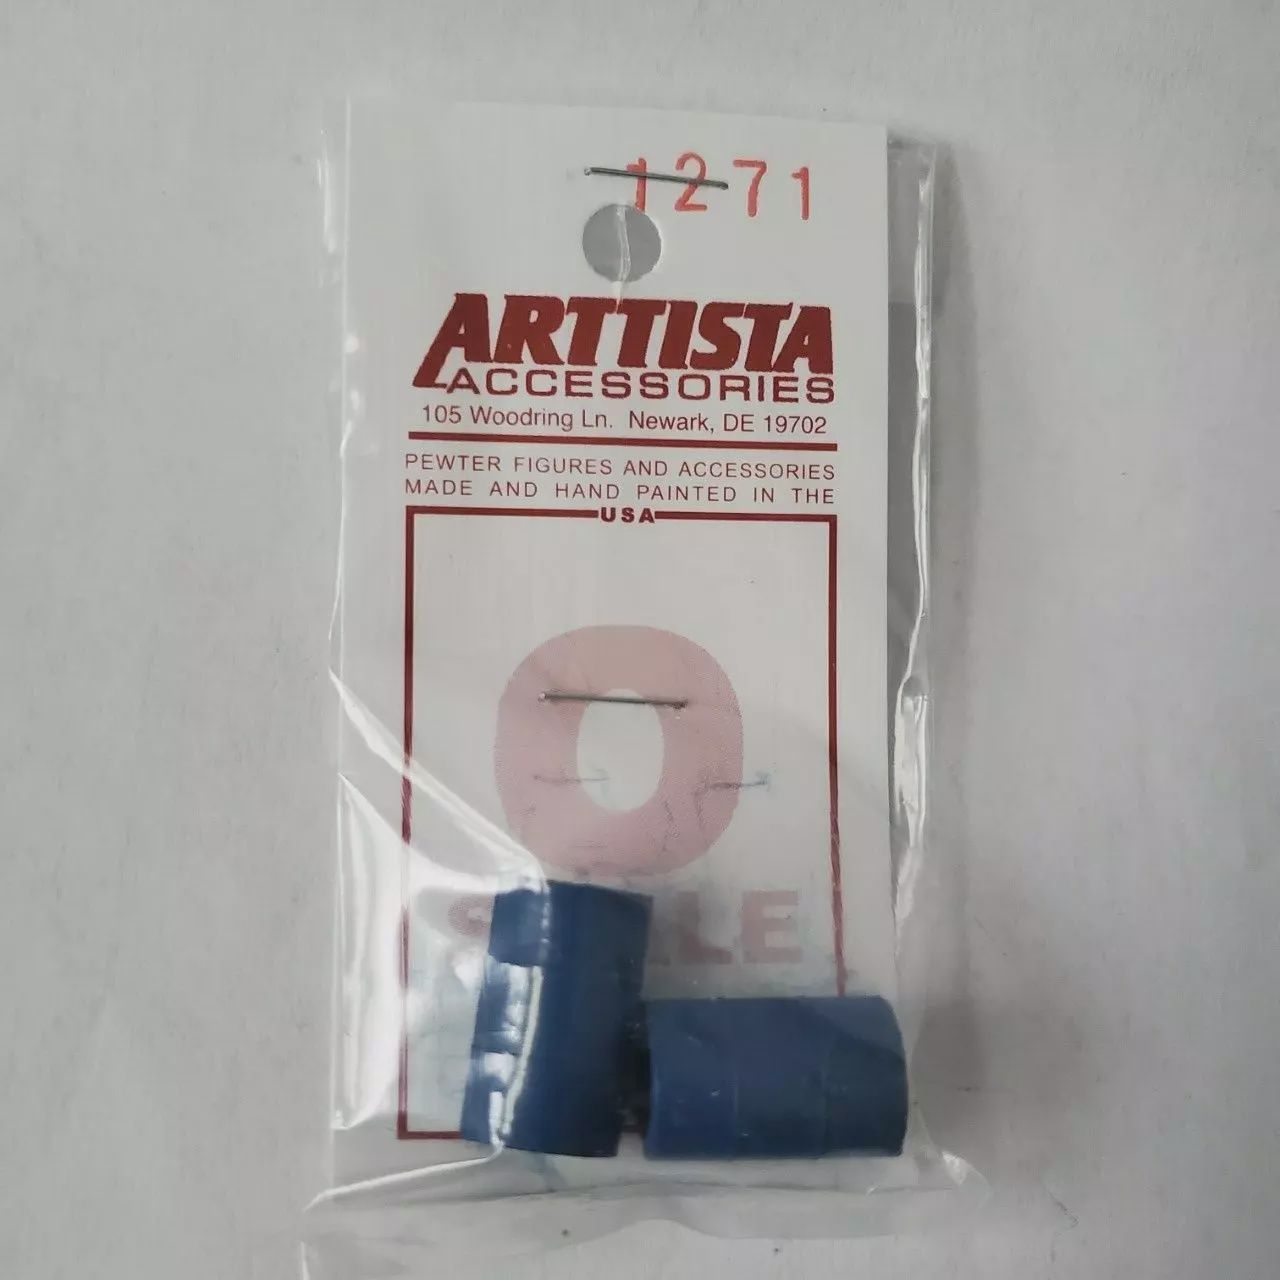 1271
ARTTISTA
ACCESSORIES
105 Woodring Ln. Newark, DE 19702
PEWTER FIGURES AND ACCESSORIES
MADE AND HAND PAINTED IN THE
USA
O